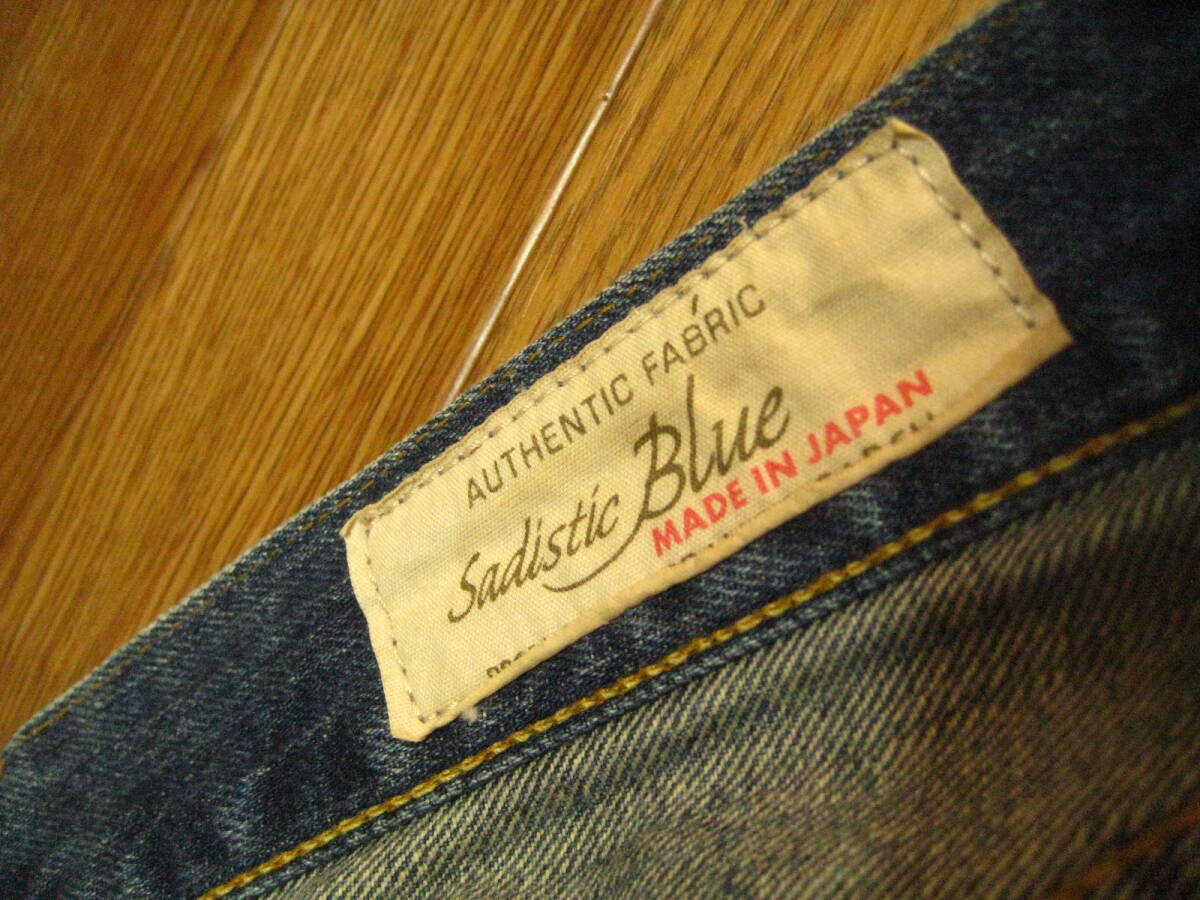 AUTHENTIC FABRIC
Sadistic Blue
MADE IN JAPAN